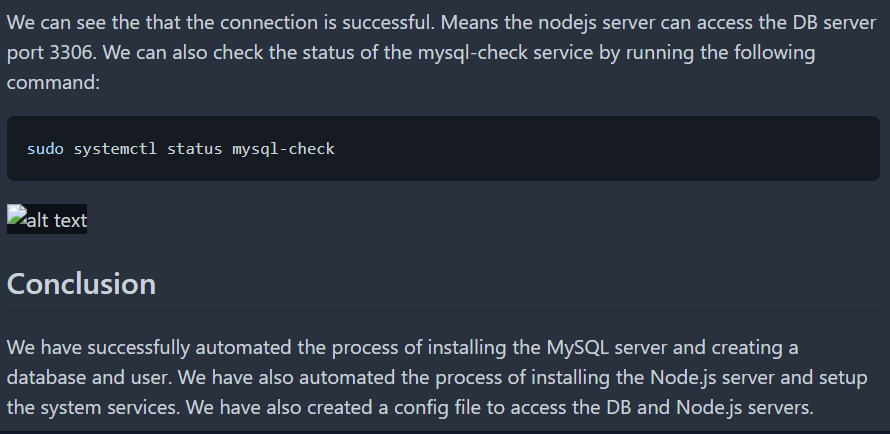 We can see the that the connection is successful. Means the nodejs server can access the DB server
port 3306. We can also check the status of the mysql-check service by running the following
command:
sudo systemctl status mysql-check
alt text
Conclusion
We have successfully automated the process of installing the MySQL server and creating a
database and user. We have also automated the process of installing the Node.js server and setup
the system services. We have also created a config file to access the DB and Node.js servers.